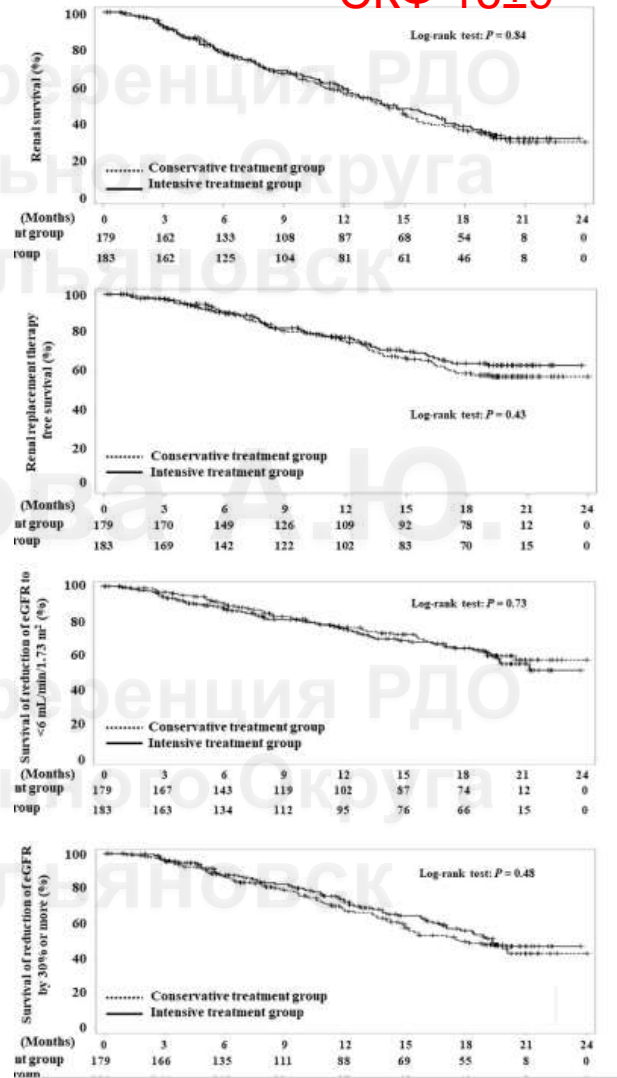 100
80
60
40
20
0
Renal survival (%)
Log-rank test: P = 0.84
Conservative treatment group
Intensive treatment group
(Months) 0 3 6 9 12 15 18 21 24
nt group 179 162 133 108 87 68 54 8 0
roup 183 162 125 104 81 61 46 8 0
100
80
60
40
20
0
Renal replacement therapy
free survival (%)
Log-rank test: P = 0.43
Conservative treatment group
Intensive treatment group
(Months) 0 3 6 9 12 15 18 21 24
nt group 179 170 149 126 109 92 78 12 0
roup 183 169 142 122 102 83 70 15 0
100
80
60
40
20
0
Survival of reduction of eGFR to
<6 mL/min/1.73 m² (%)
Log-rank test: P = 0.73
Conservative treatment group
Intensive treatment group
(Months) 0 3 6 9 12 15 18 21 24
nt group 179 167 143 119 102 87 74 12 0
roup 183 163 134 112 95 76 66 15 0
100
80
60
40
20
0
Survival of reduction of eGFR
by 30% or more (%)
Log-rank test: P = 0.48
Conservative treatment group
Intensive treatment group
(Months) 0 3 6 9 12 15 18 21 24
nt group 179 166 135 111 88 69 55 8 0
ференция РДО
льного Округа
льяновск
ова А.Ю.
ференция РДО
льного Округа
льяновск